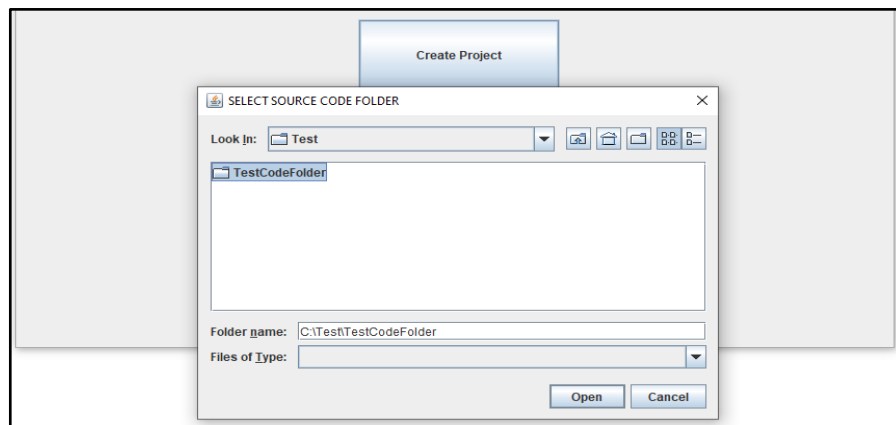 Create Project
SELECT SOURCE CODE FOLDER
Look In: Test
TestCodeFolder
Folder name: C:\Test\TestCodeFolder
Files of Type:
Open Cancel